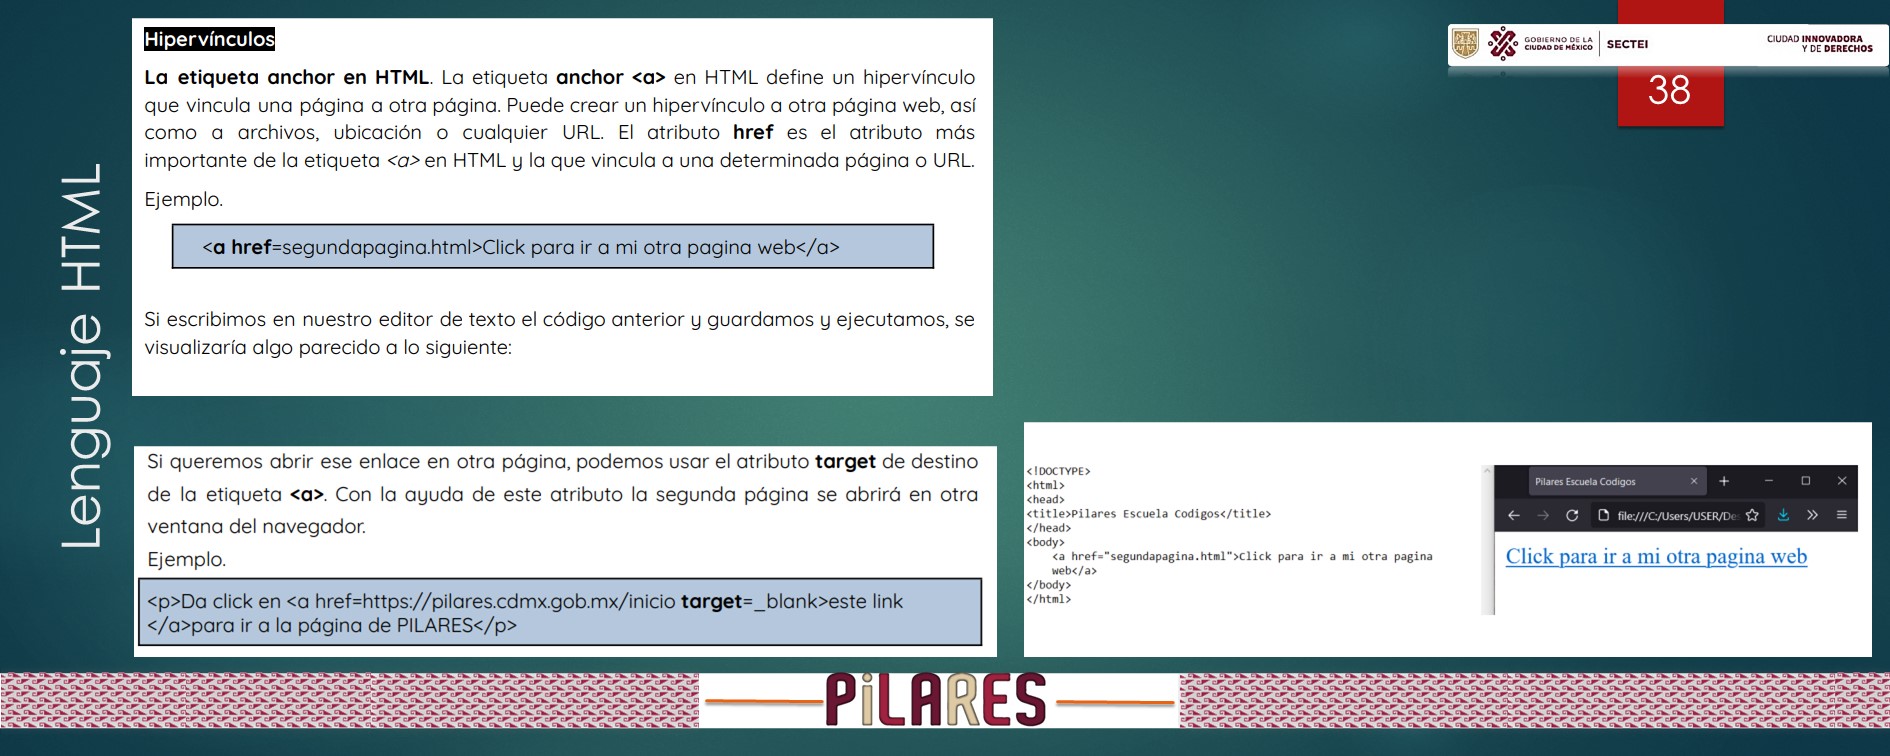 Lenguaje HTML
Hipervínculos
La etiqueta anchor en HTML. La etiqueta anchor <a> en HTML define un hipervínculo
que vincula una página a otra página. Puede crear un hipervínculo a otra página web, así
como a archivos, ubicación o cualquier URL. El atributo href es el atributo más
importante de la etiqueta <a> en HTML y la que vincula a una determinada página o URL.
Ejemplo.
<a href=segundapagina.html>Click para ir a mi otra pagina web</a>
Si escribimos en nuestro editor de texto el código anterior y guardamos y ejecutamos, se
visualizaría algo parecido a lo siguiente:
Si queremos abrir ese enlace en otra página, podemos usar el atributo target de destino
de la etiqueta <a>. Con la ayuda de este atributo la segunda página se abrirá en otra
ventana del navegador.
Ejemplo.
<p>Da click en <a href=https://pilares.cdmx.gob.mx/inicio target=_blank>este link
</a>para ir a la página de PILARES</p>
GOBIERNO DE LA
CIUDAD DE MÉXICO
SECTEI
CIUDAD INNOVADORA
Y DE DERECHOS
38
<!DOCTYPE>
<html>
<head>
<title>Pilares Escuela Codigos</title>
</head>
<body>
<a href="segundapagina.html">Click para ir a mi otra pagina
web</a>
</body>
</html>
Pilares Escuela Codigos
file:///C:/Users/USER/De
Click para ir a mi otra pagina web
PiLARES